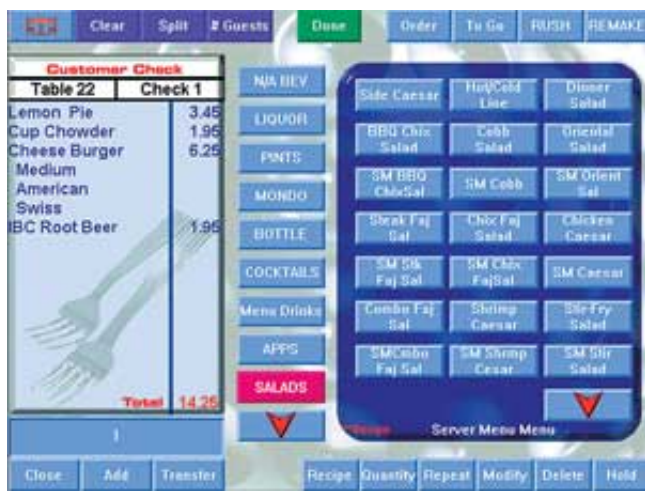 Clear Split # Guests Done Order To Go RUSH REMAKE
Customer Check
Table 22 Check 1
Lemon Pie 3.45
Cup Chowder 1.95
Cheese Burger 6.25
Medium
American
Swiss
IBC Root Beer 1.95
Total 14.25
1
Close Add Transfer
N/A BEV
LIQUOR
PINTS
MONDO
BOTTLE
COCKTAILS
Menu Drinks
APPS
SALADS
Side Caesar
Hot/Cold
Line
Dinner
Salad
BBQ Chix
Salad
Cobb
Salad
Oriental
Salad
SM BBQ
ChixSal
SM Cobb
SM Orient
Sal
Steak Faj
Sal
Chix Faj
Salad
Chicken
Caesar
SM Stk
Faj Sal
SM Chix
FajSal
SM Caesar
Combo Faj
Sal
Shrimp
Caesar
Stir-Fry
Salad
SMCmbo
Faj Sal
SM Shrmp
Cesar
SM Stir
Salad
Server Menu Menu
Recipe Quantity Repeat Modify Delete Hold